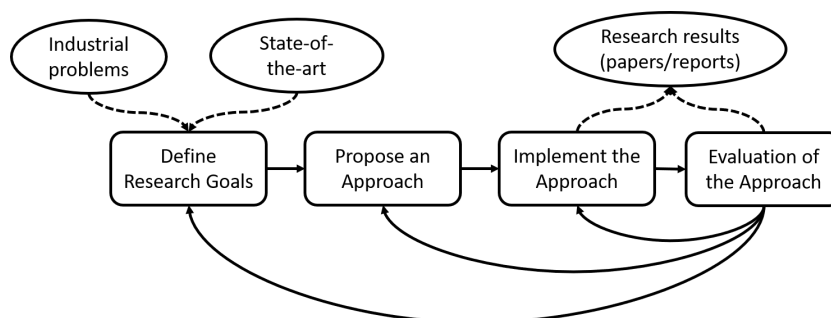 Industrial
problems
State-of-
the-art
Research results
(papers/reports)
Define
Research Goals
Propose an
Approach
Implement the
Approach
Evaluation of
the Approach